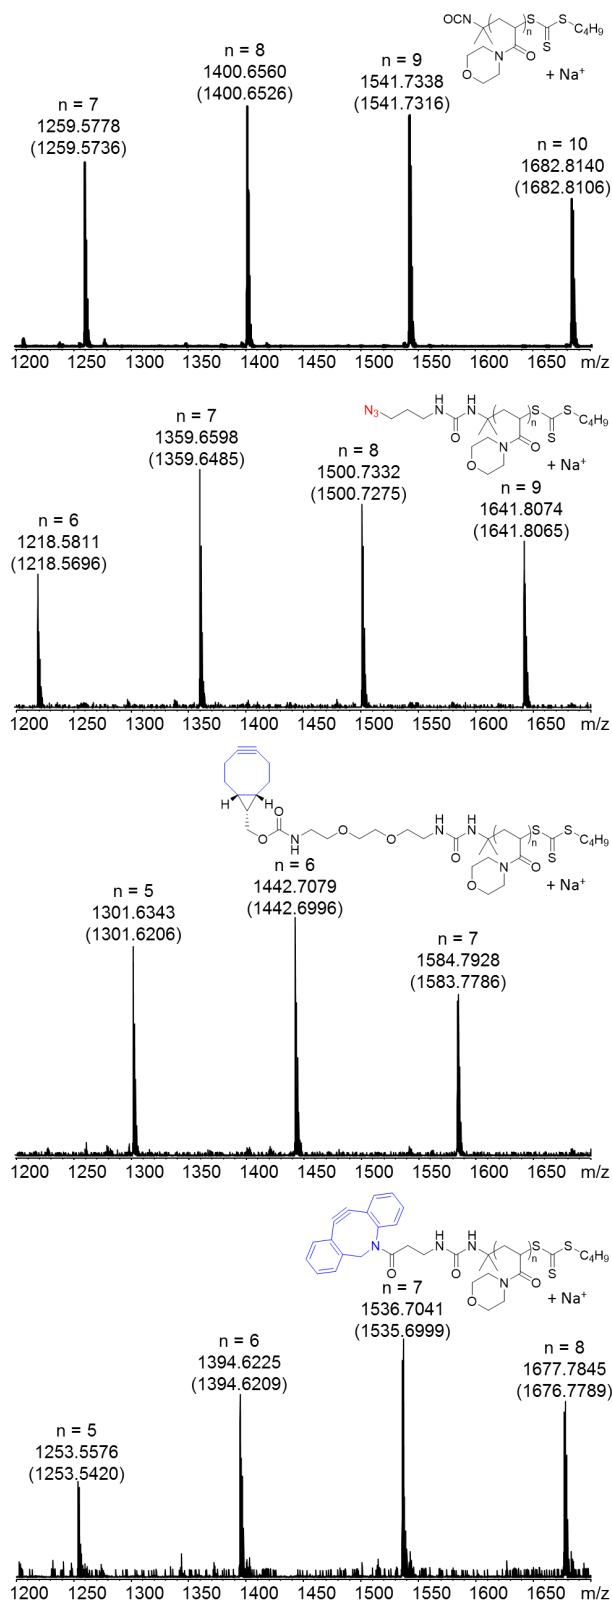 OCN
n
S
S
C4H9
S
N
O
O
+ Na+
n = 7
1259.5778
(1259.5736)
n = 8
1400.6560
(1400.6526)
n = 9
1541.7338
(1541.7316)
n = 10
1682.8140
(1682.8106)
1200 1250 1300 1350 1400 1450 1500 1550 1600 1650 m/z
N3
H
N
H
N
O
n
S
S
C4H9
S
N
O
O
+ Na+
n = 6
1218.5811
(1218.5696)
n = 7
1359.6598
(1359.6485)
n = 8
1500.7332
(1500.7275)
n = 9
1641.8074
(1641.8065)
1200 1250 1300 1350 1400 1450 1500 1550 1600 1650 m/z
H
H
O
O
N
H
O
O
H
N
H
N
O
n
S
S
C4H9
S
N
O
O
+ Na+
n = 5
1301.6343
(1301.6206)
n = 6
1442.7079
(1442.6996)
n = 7
1584.7928
(1583.7786)
1200 1250 1300 1350 1400 1450 1500 1550 1600 1650 m/z
N
O
H
N
H
N
O
n
S
S
C4H9
S
N
O
O
+ Na+
n = 5
1253.5576
(1253.5420)
n = 6
1394.6225
(1394.6209)
n = 7
1536.7041
(1535.6999)
n = 8
1677.7845
(1676.7789)
1200 1250 1300 1350 1400 1450 1500 1550 1600 1650 m/z